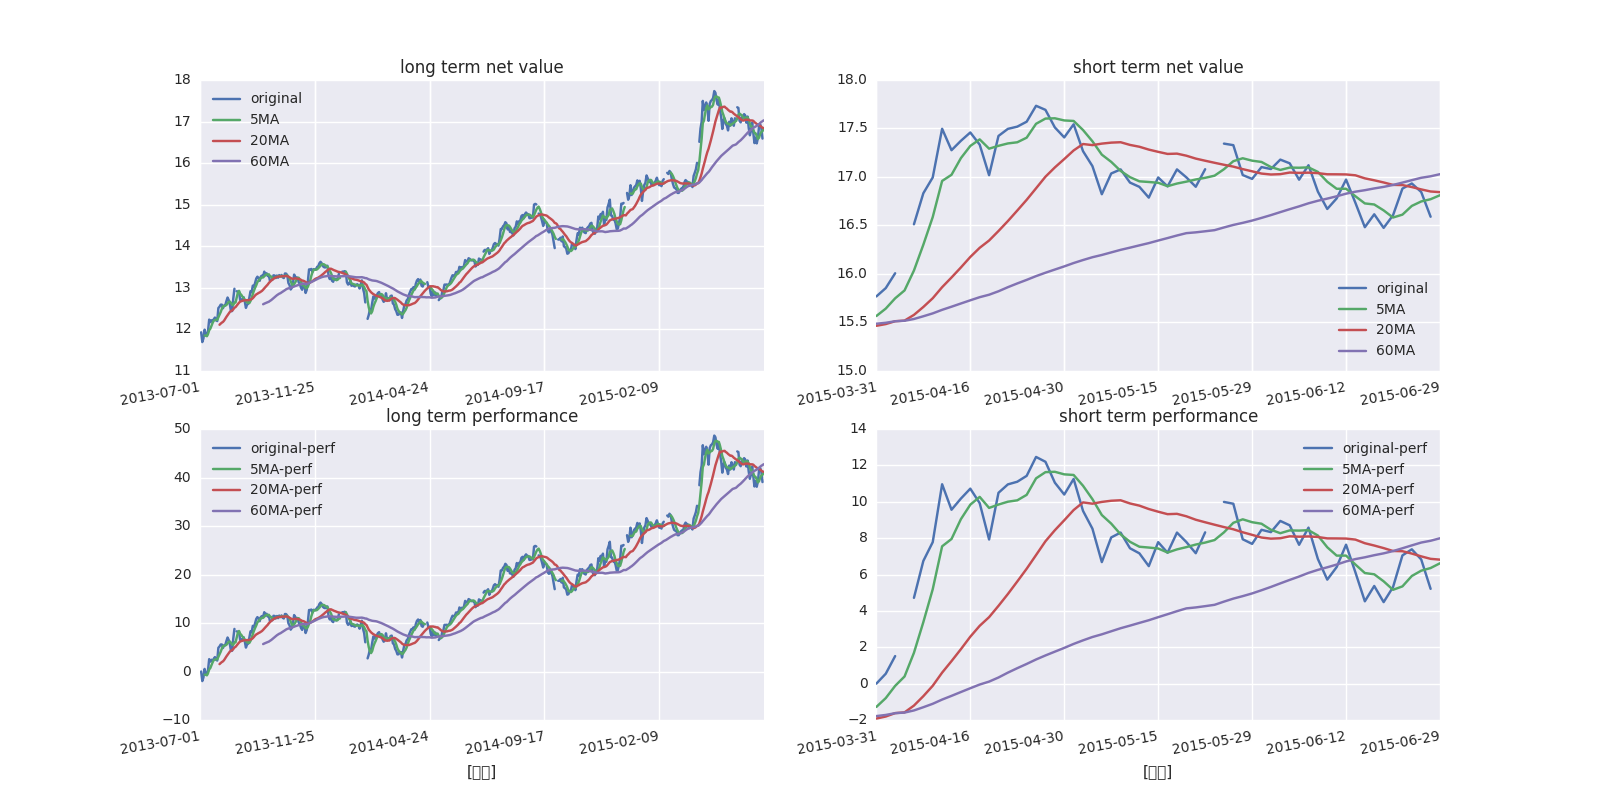 long term net value
18
17
16
15
14
13
12
11
original
5MA
20MA
60MA
2013-07-01
2013-11-25
2014-04-24
2014-09-17
2015-02-09
short term net value
18.0
17.5
17.0
16.5
16.0
15.5
15.0
original
5MA
20MA
60MA
2015-03-31
2015-04-16
2015-04-30
2015-05-15
2015-05-29
2015-06-12
2015-06-29
long term performance
50
40
30
20
10
0
−10
original-perf
5MA-perf
20MA-perf
60MA-perf
2013-07-01
2013-11-25
2014-04-24
2014-09-17
2015-02-09
short term performance
14
12
10
8
6
4
2
0
−2
original-perf
5MA-perf
20MA-perf
60MA-perf
2015-03-31
2015-04-16
2015-04-30
2015-05-15
2015-05-29
2015-06-12
2015-06-29